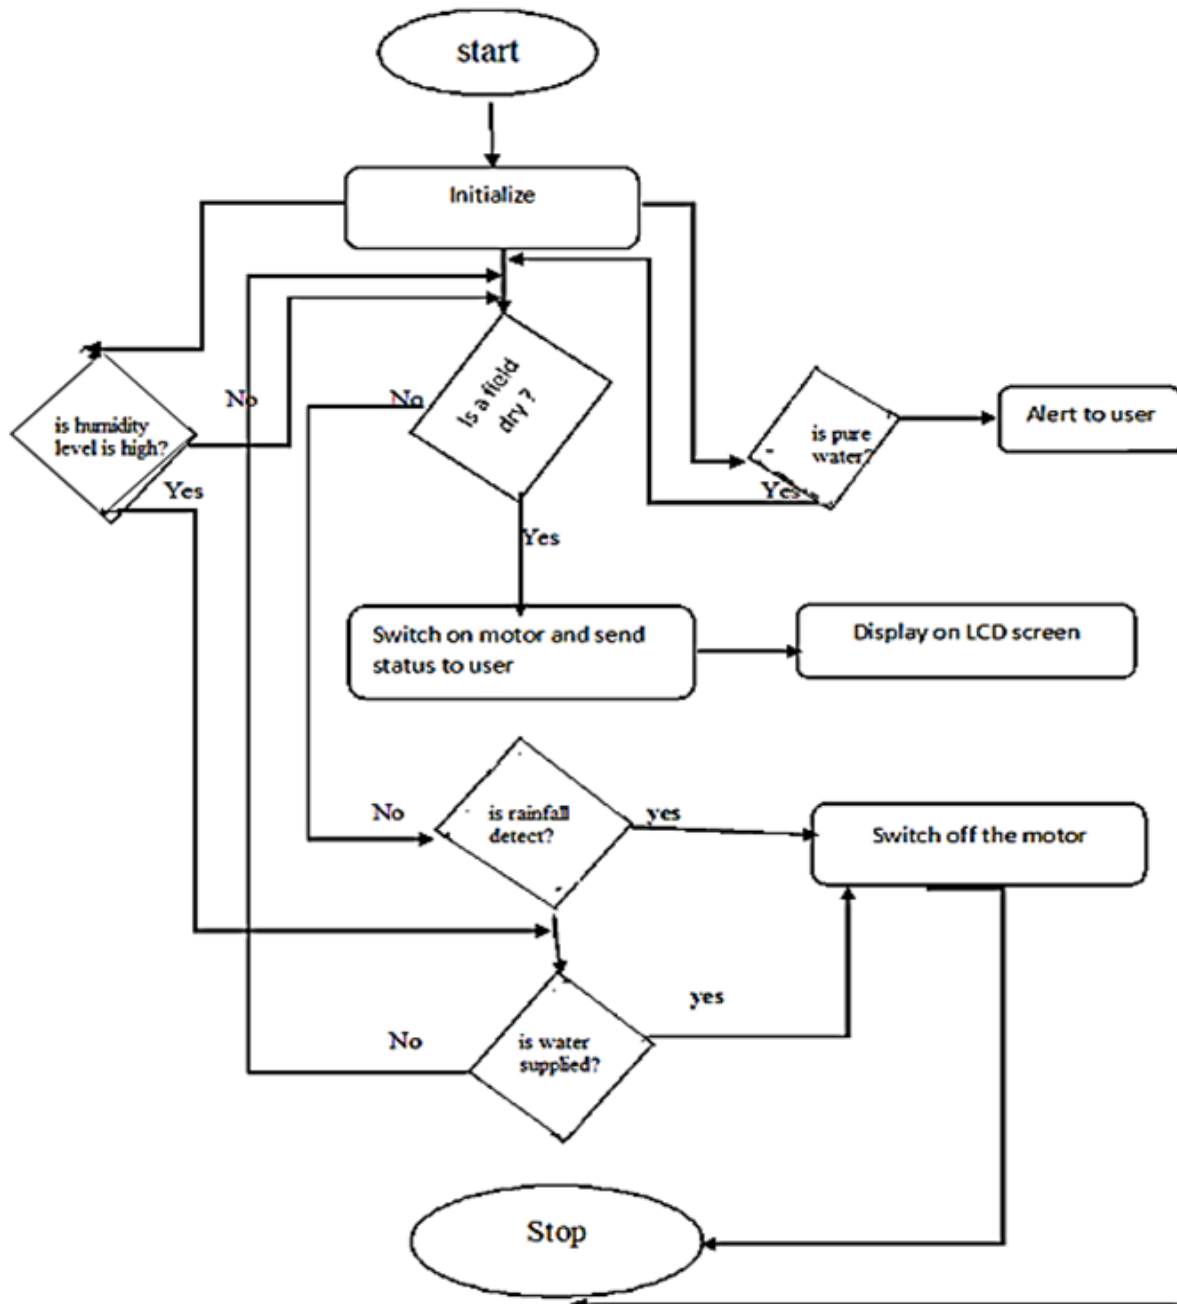 start
Initialize
Is a field
dry ?
No
No
is humidity
level is high?
Yes
is pure
water?
Yes
Alert to user
Yes
Switch on motor and send
status to user
Display on LCD screen
No
is rainfall
detect?
yes
Switch off the motor
yes
No
is water
supplied?
Stop